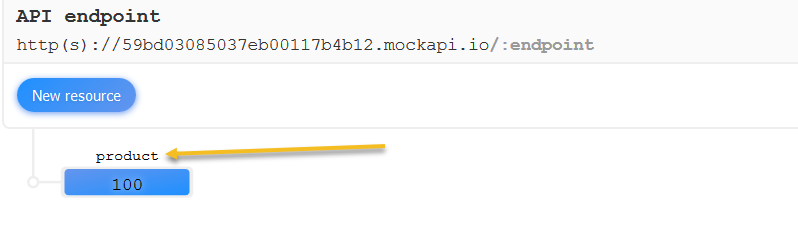 API endpoint
http(s)://59bd03085037eb00117b4b12.mockapi.io/:endpoint
New resource
product
100